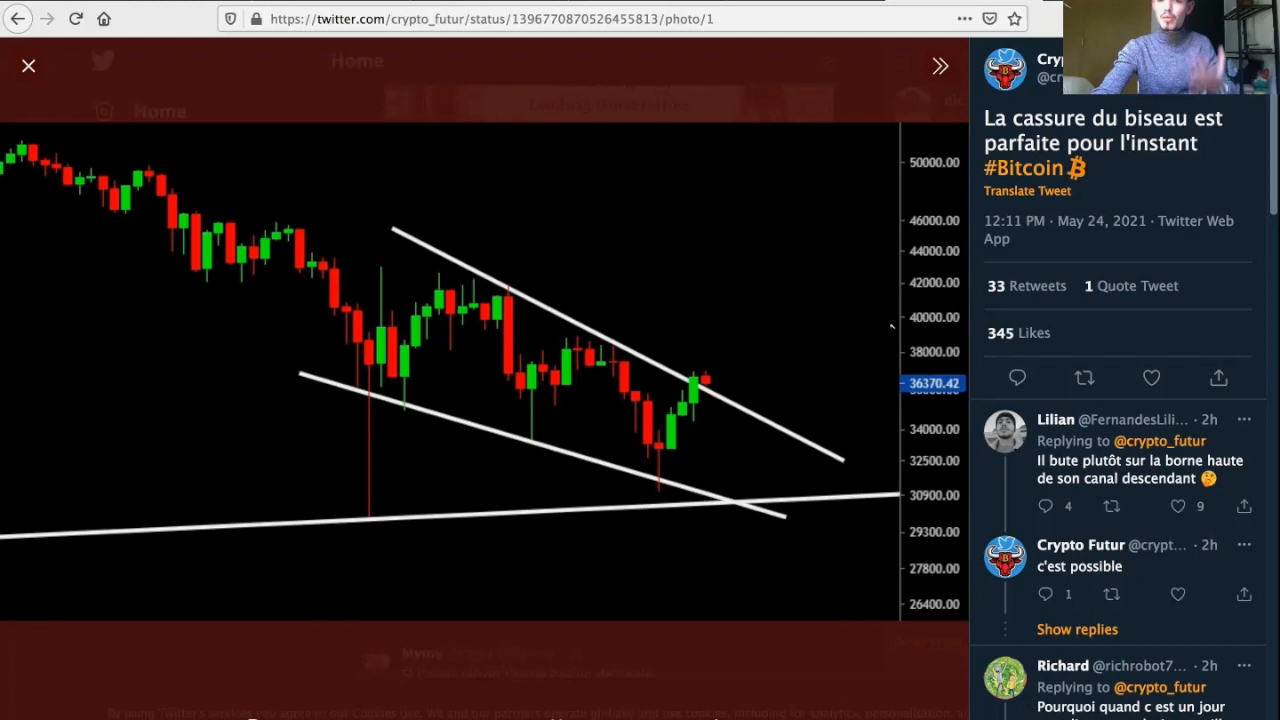 https://twitter.com/crypto_futur/status/1396770870526455813/photo/1
Home
Home
50000.00
46000.00
44000.00
42000.00
40000.00
38000.00
36370.42
34000.00
32500.00
30900.00
29300.00
27800.00
26400.00
Cry
@cr
La cassure du biseau est
parfaite pour l'instant
#Bitcoin
Translate Tweet
12:11 PM · May 24, 2021 · Twitter Web
App
33 Retweets 1 Quote Tweet
345 Likes
Lilian @FernandesLili... · 2h
Replying to @crypto_futur
Il bute plutôt sur la borne haute
de son canal descendant 🤔
4 9
Crypto Futur @crypt... · 2h
c'est possible
1
Show replies
Richard @richrobot7... · 2h
Replying to @crypto_futur
Pourquoi quand c est un jour